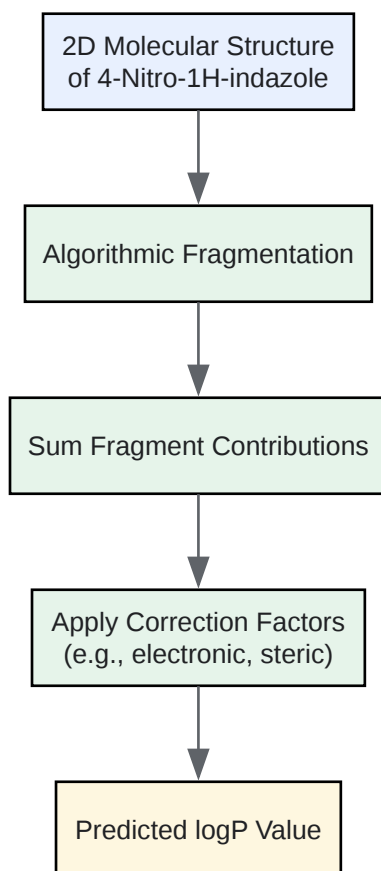 2D Molecular Structure
of 4-Nitro-1H-indazole
Algorithmic Fragmentation
Sum Fragment Contributions
Apply Correction Factors
(e.g., electronic, steric)
Predicted logP Value